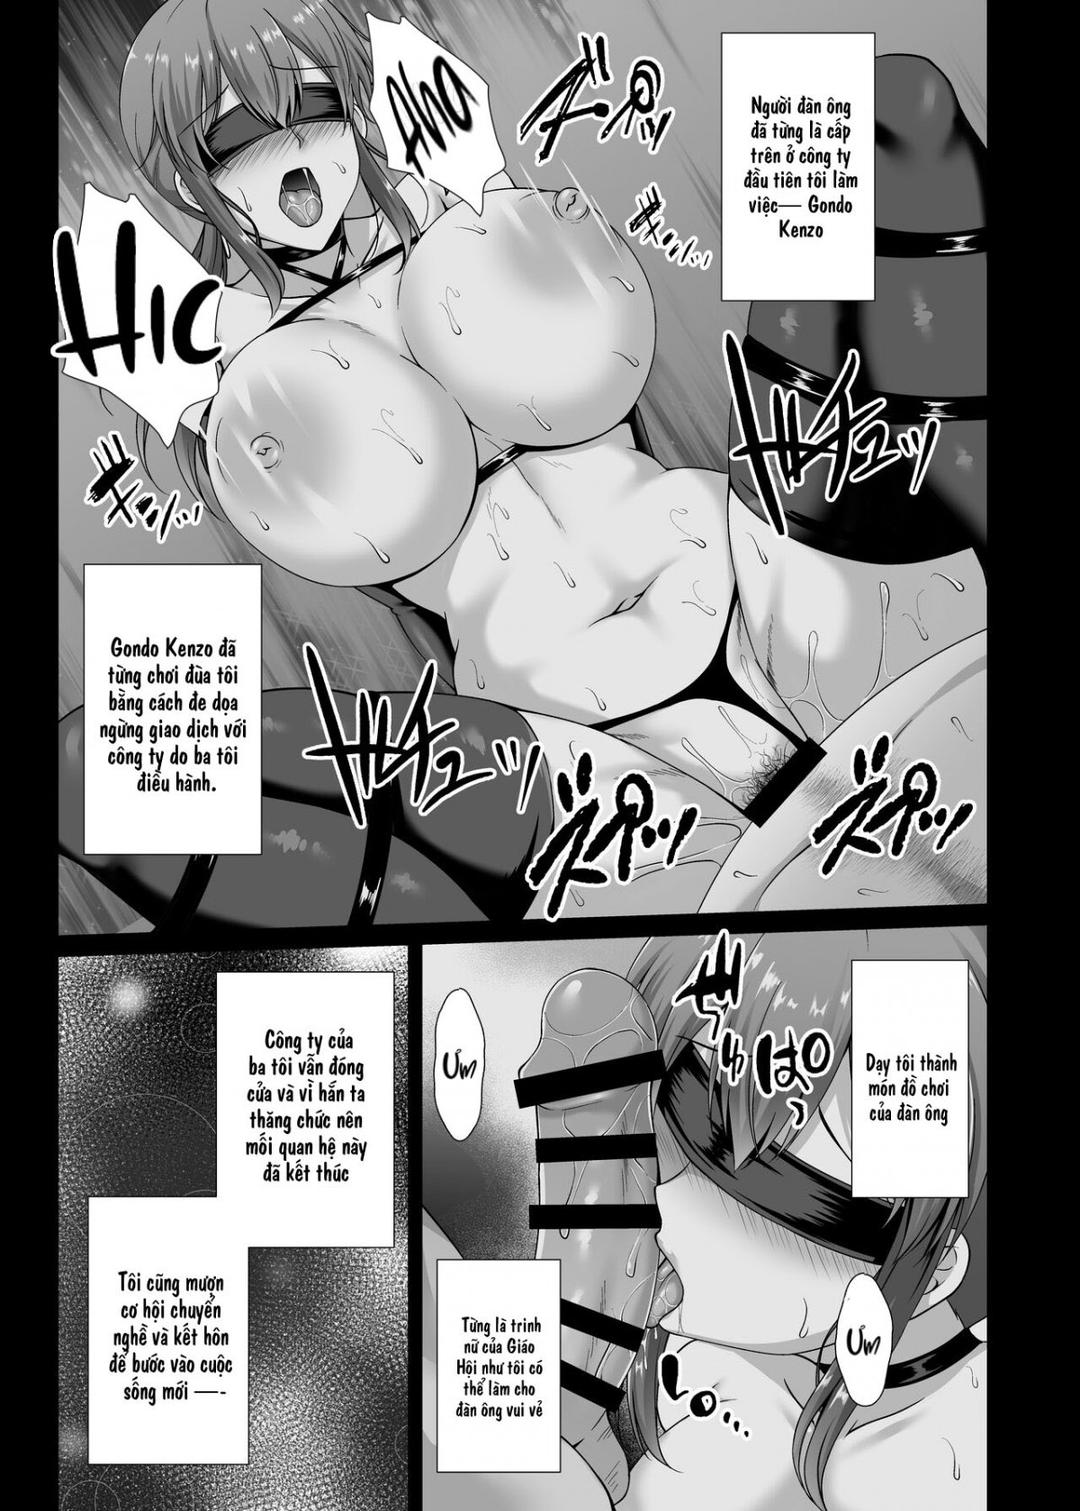 Người đàn ông
đã từng là cấp
trên ở công ty
đầu tiên tôi làm
việc— Gondo
Kenzo
Aha
HIC
ギシッ...
ギシッ...
Gondo Kenzo đã
từng chơi đùa tôi
bằng cách đe dọa
ngừng giao dịch với
công ty do ba tôi
điều hành.
Công ty của
ba tôi vẫn đóng
cửa và vì hắn ta
thăng chức nên
mối quan hệ này
đã kết thúc
Tôi cũng mượn
cơ hội chuyển
nghề và kết hôn
để bước vào cuộc
sống mới —-
Dạy tôi thành
món đồ chơi
của đàn ông
Ưm
Từng là trinh
nữ của Giáo
Hội như tôi có
thể làm cho
đàn ông vui vẻ
Ưm